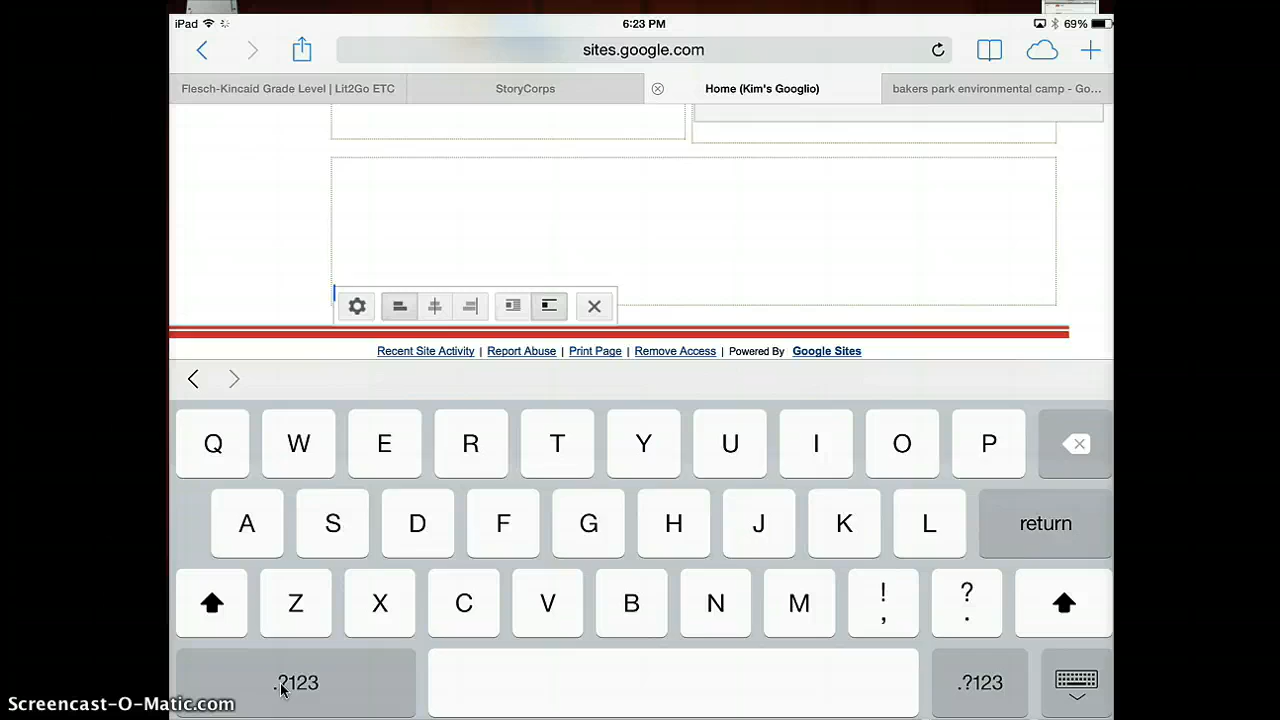 iPad 6:23 PM 69%
sites.google.com
Flesch-Kincaid Grade Level | Lit2Go ETC StoryCorps Home (Kim's Googlio) bakers park environmental camp - Go...
Recent Site Activity | Report Abuse | Print Page | Remove Access | Powered By Google Sites
Q W E R T Y U I O P
A S D F G H J K L return
Z X C V B N M ! , ? .
.?123 .?123
Screencast-O-Matic.com